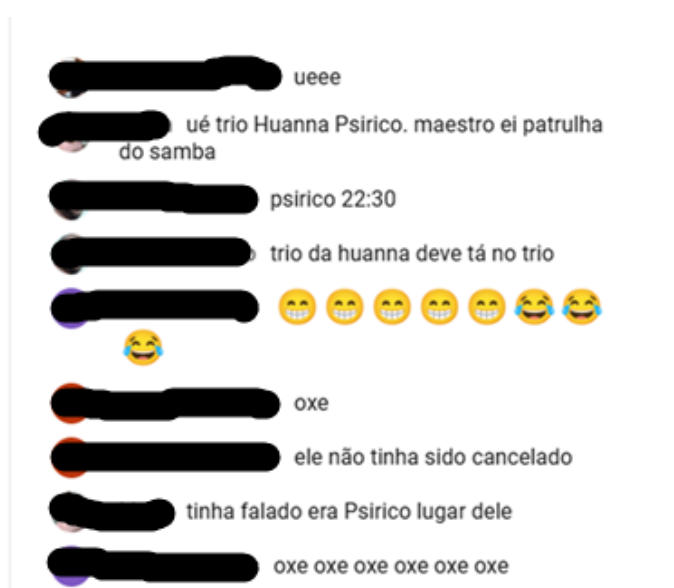 ueee
ué trio Huanna Psirico. maestro ei patrulha
do samba
psirico 22:30
trio da huanna deve tá no trio
😁😁😁😁😁😂😂
😂
oxe
ele não tinha sido cancelado
tinha falado era Psirico lugar dele
oxe oxe oxe oxe oxe oxe